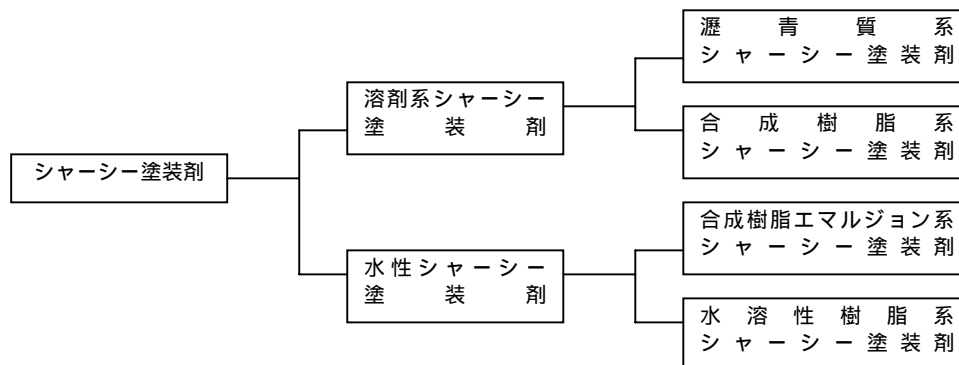 シャーシー塗装剤
溶剤系シャーシー
塗装剤
水性シャーシー
塗装剤
瀝青質系
シャーシー塗装剤
合成樹脂系
シャーシー塗装剤
合成樹脂エマルジョン系
シャーシー塗装剤
水溶性樹脂系
シャーシー塗装剤